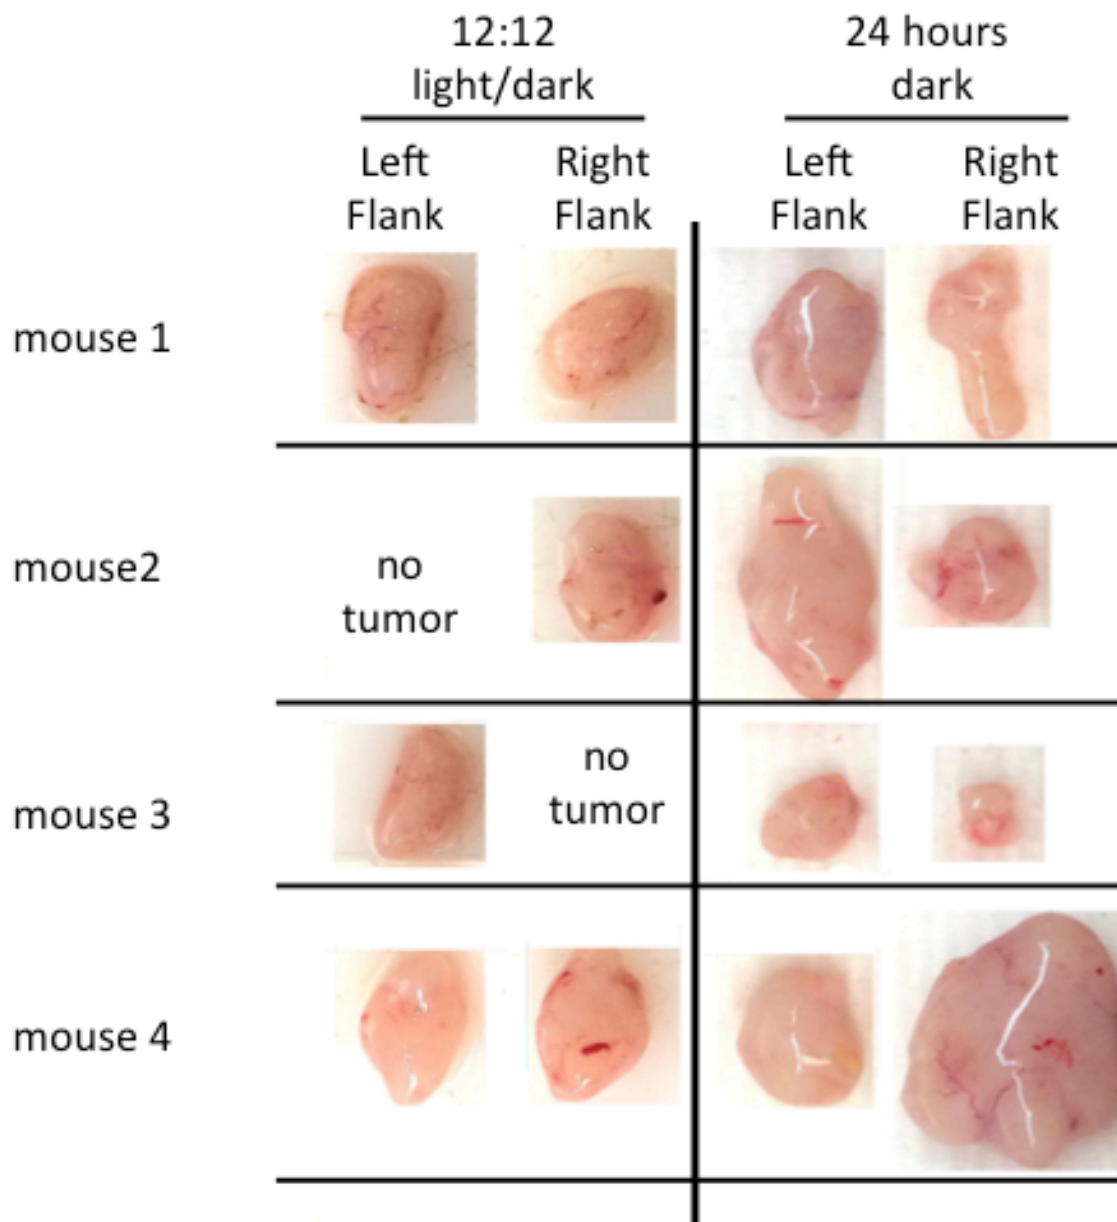 12:12
light/dark
24 hours
dark
Left
Flank
Right
Flank
Left
Flank
Right
Flank
mouse 1
mouse2
no
tumor
mouse 3
no
tumor
mouse 4